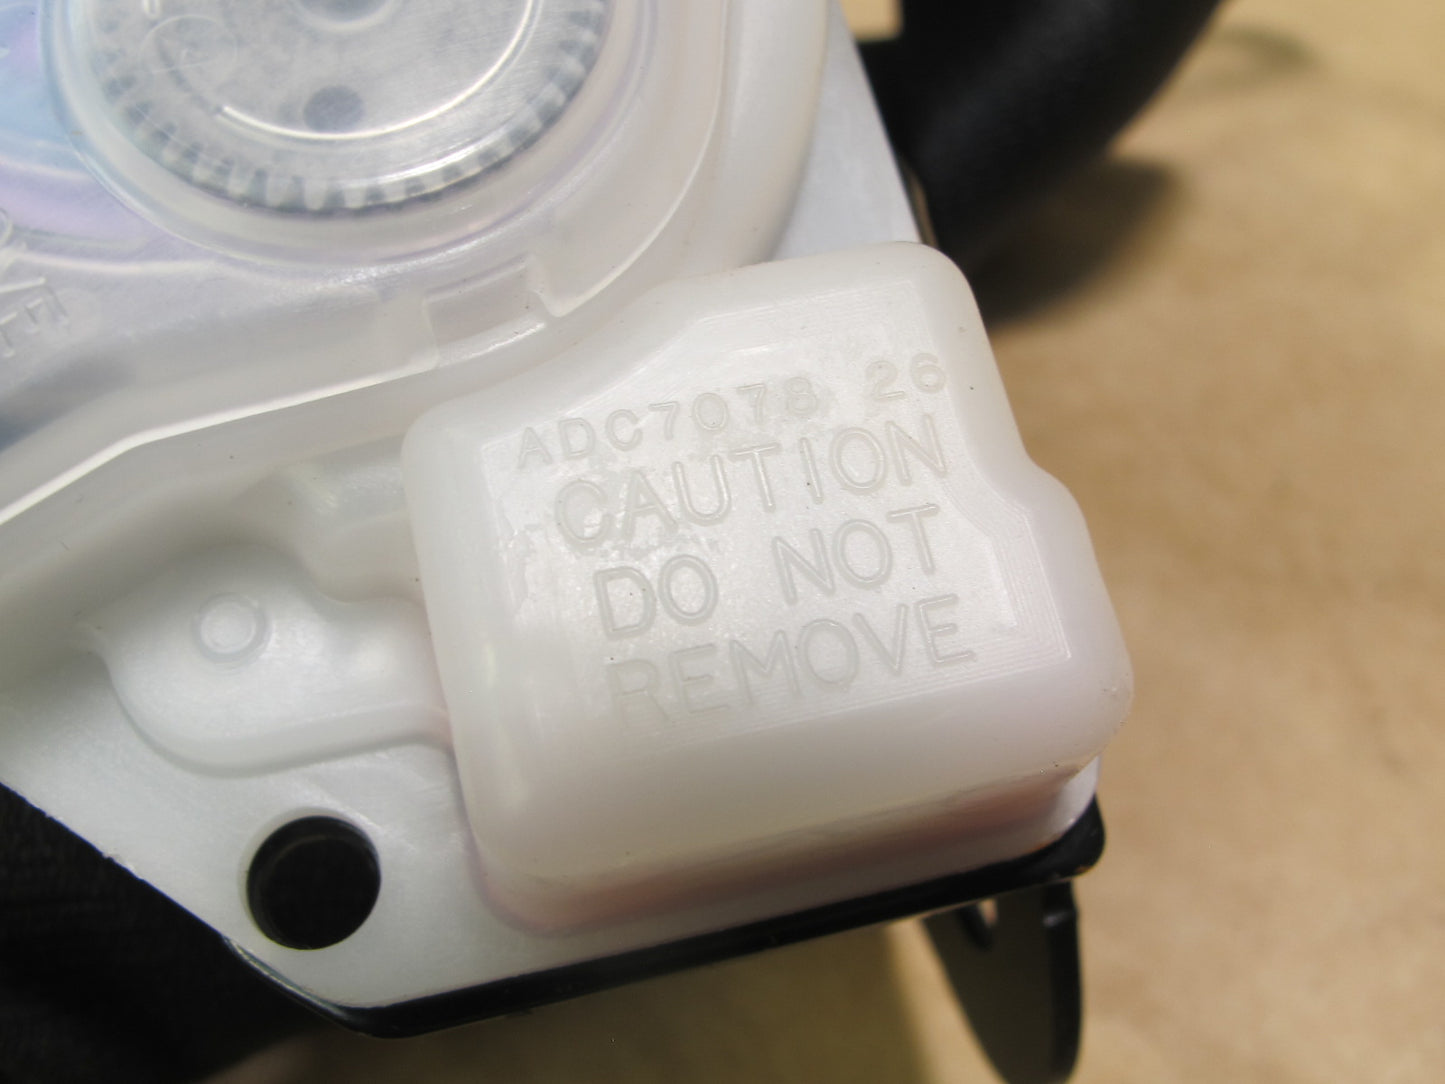 ADC7078 26
CAUTION
DO NOT
REMOVE